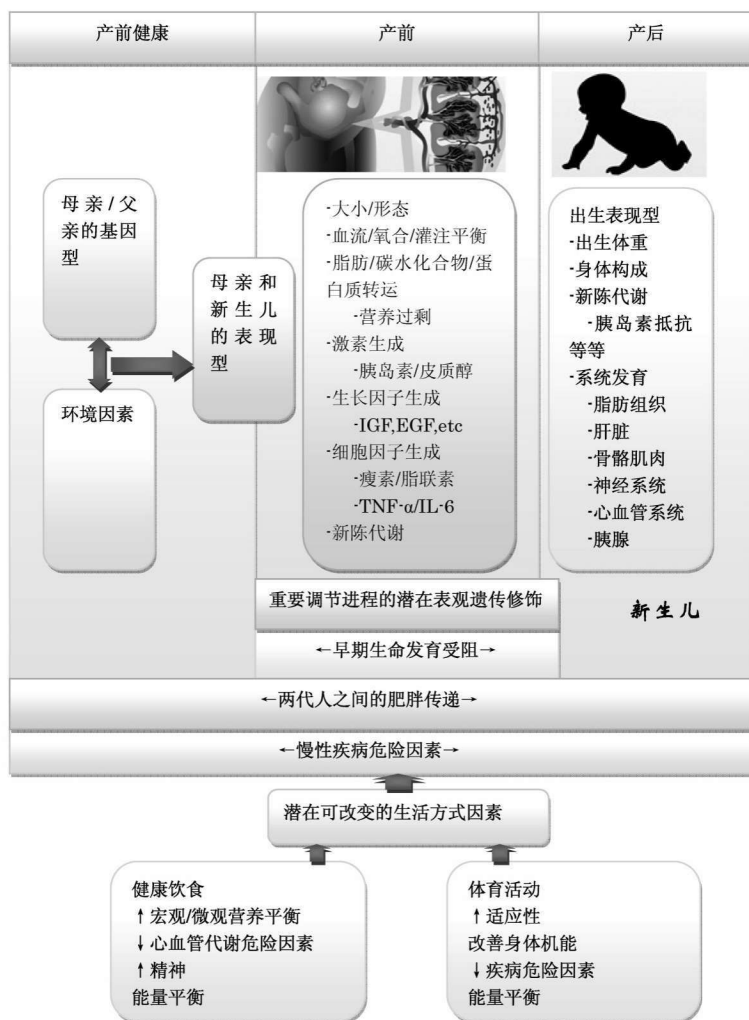 产前健康
产前
产后
母亲/父
亲的基因
型
环境因素
母亲和
新生儿
的表现
型
-大小/形态
-血流/氧合/灌注平衡
-脂肪/碳水化合物/蛋
白质转运
-营养过剩
-激素生成
-胰岛素/皮质醇
-生长因子生成
-IGF,EGF,etc
-细胞因子生成
-瘦素/脂联素
-TNF-α/IL-6
-新陈代谢
出生表现型
-出生体重
-身体构成
-新陈代谢
-胰岛素抵抗
等等
-系统发育
-脂肪组织
-肝脏
-骨骼肌肉
-神经系统
-心血管系统
-胰腺
新生儿
重要调节进程的潜在表观遗传修饰
←早期生命发育受阻→
←两代人之间的肥胖传递→
←慢性疾病危险因素→
潜在可改变的生活方式因素
健康饮食
↑宏观/微观营养平衡
↓心血管代谢危险因素
↑精神
能量平衡
体育活动
↑适应性
改善身体机能
↓疾病危险因素
能量平衡